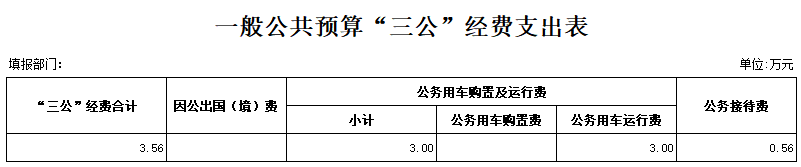 一般公共预算“三公”经费支出表
填报部门： 单位:万元
“三公”经费合计 因公出国（境）费 公务用车购置及运行费 公务接待费
小计 公务用车购置费 公务用车运行费
3.56 3.00 3.00 0.56